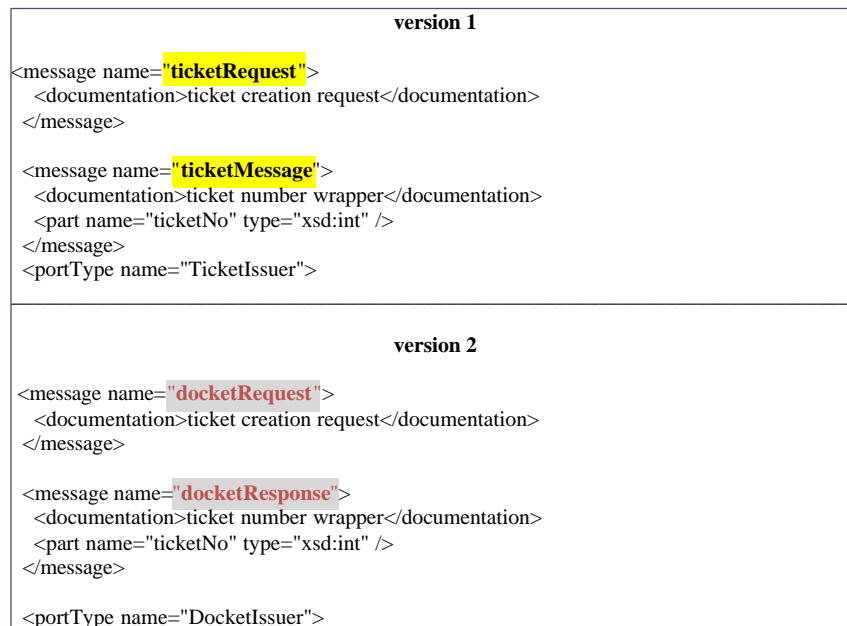 version 1
<message name="ticketRequest">
<documentation>ticket creation request</documentation>
</message>
<message name="ticketMessage">
<documentation>ticket number wrapper</documentation>
<part name="ticketNo" type="xsd:int" />
</message>
<portType name="TicketIssuer">
version 2
<message name="docketRequest">
<documentation>ticket creation request</documentation>
</message>
<message name="docketResponse">
<documentation>ticket number wrapper</documentation>
<part name="ticketNo" type="xsd:int" />
</message>
<portType name="DocketIssuer">